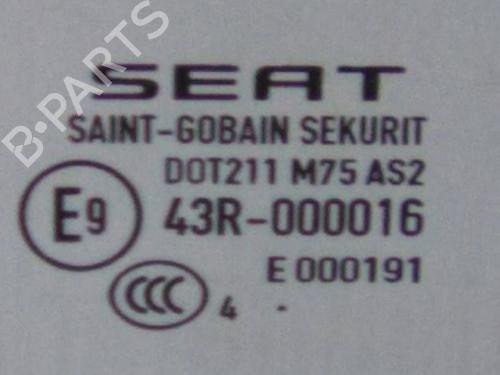 B-PARTS
SEAT
SAINT-GOBAIN SEKURIT
DOT211 M75 AS2
E9 43R-000016
E 000191
CCC 4 .